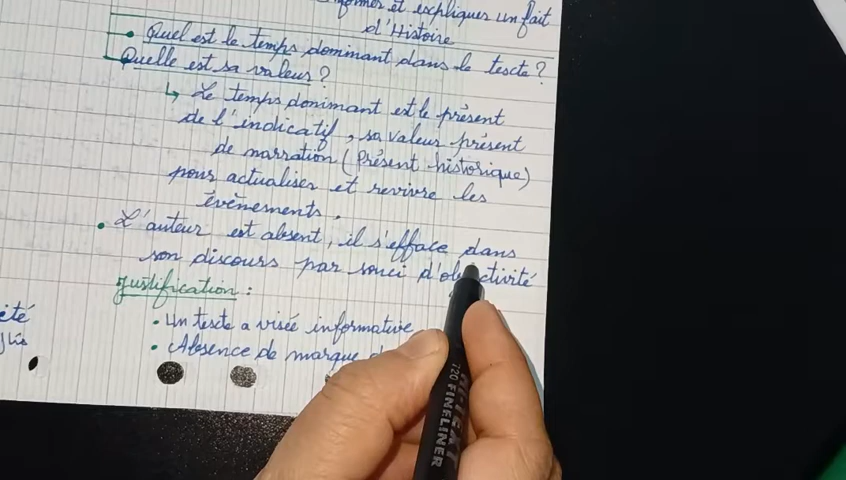 et expliquer un fait
d'Histoire
Quel est le temps dominant dans le texte?
Quelle est sa valeur?
↳ Le temps dominant est le présent
de l'indicatif, sa valeur présent
de narration (Présent historique)
pour actualiser et revivre les
évènements.
• L'auteur est absent, il s'efface dans
son discours par souci d'objectivité
Justification:
• Un texte a visée informative
• Absence de marque
été
720 FINELINER